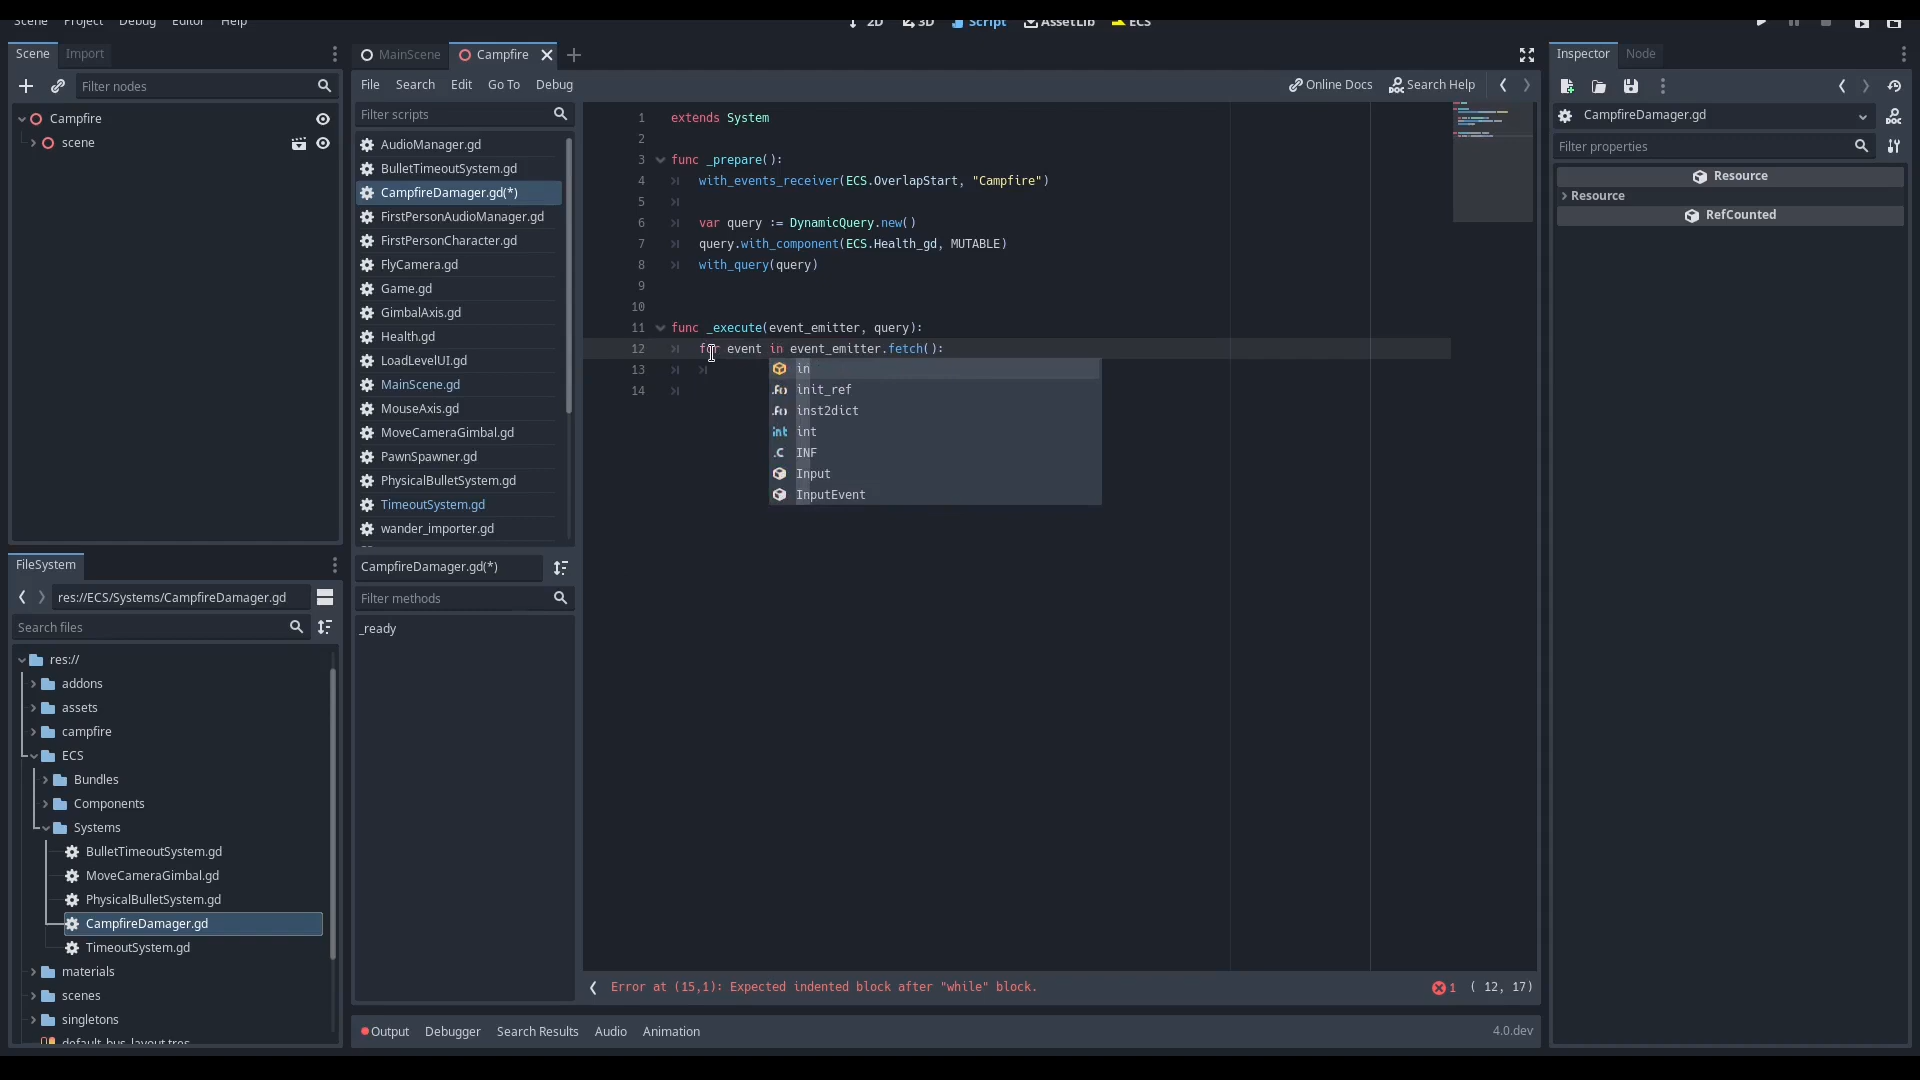 Scene Project Debug Editor Help
2D 3D Script AssetLib ECS
Scene Import
Filter nodes
Campfire
scene
FileSystem
res://ECS/Systems/CampfireDamager.gd
Search files
res://
addons
assets
campfire
ECS
Bundles
Components
Systems
BulletTimeoutSystem.gd
MoveCameraGimbal.gd
PhysicalBulletSystem.gd
CampfireDamager.gd
TimeoutSystem.gd
materials
scenes
singletons
default_bus_layout.tres
MainScene Campfire
File Search Edit Go To Debug
Online Docs Search Help
Filter scripts
AudioManager.gd
BulletTimeoutSystem.gd
CampfireDamager.gd(*)
FirstPersonAudioManager.gd
FirstPersonCharacter.gd
FlyCamera.gd
Game.gd
GimbalAxis.gd
Health.gd
LoadLevelUI.gd
MainScene.gd
MouseAxis.gd
MoveCameraGimbal.gd
PawnSpawner.gd
PhysicalBulletSystem.gd
TimeoutSystem.gd
wander_importer.gd
CampfireDamager.gd(*)
Filter methods
_ready
1 extends System
2
3 func _prepare():
4 with_events_receiver(ECS.OverlapStart, "Campfire")
5
6 var query := DynamicQuery.new()
7 query.with_component(ECS.Health_gd, MUTABLE)
8 with_query(query)
9
10
11 func _execute(event_emitter, query):
12 for event in event_emitter.fetch():
13
14
in
init_ref
inst2dict
int
INF
Input
InputEvent
Error at (15,1): Expected indented block after "while" block.
1 ( 12, 17)
Output Debugger Search Results Audio Animation
4.0.dev
Inspector Node
CampfireDamager.gd
Filter properties
Resource
Resource
RefCounted